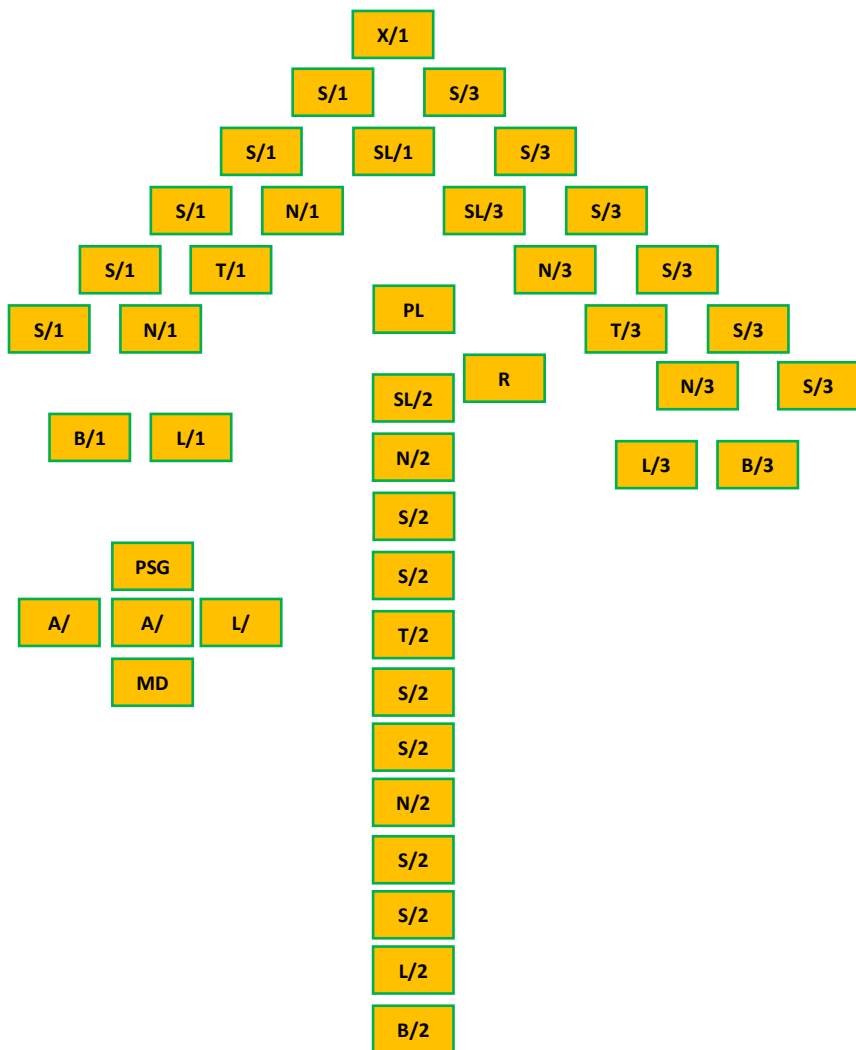 X/1
S/1 S/3
S/1 SL/1 S/3
S/1 N/1 SL/3 S/3
S/1 T/1 N/3 S/3
PL
S/1 N/1 T/3 S/3
R
SL/2 N/3 S/3
B/1 L/1
N/2 L/3 B/3
S/2
PSG
S/2
A/ A/ L/
T/2
MD
S/2
S/2
N/2
S/2
S/2
L/2
B/2